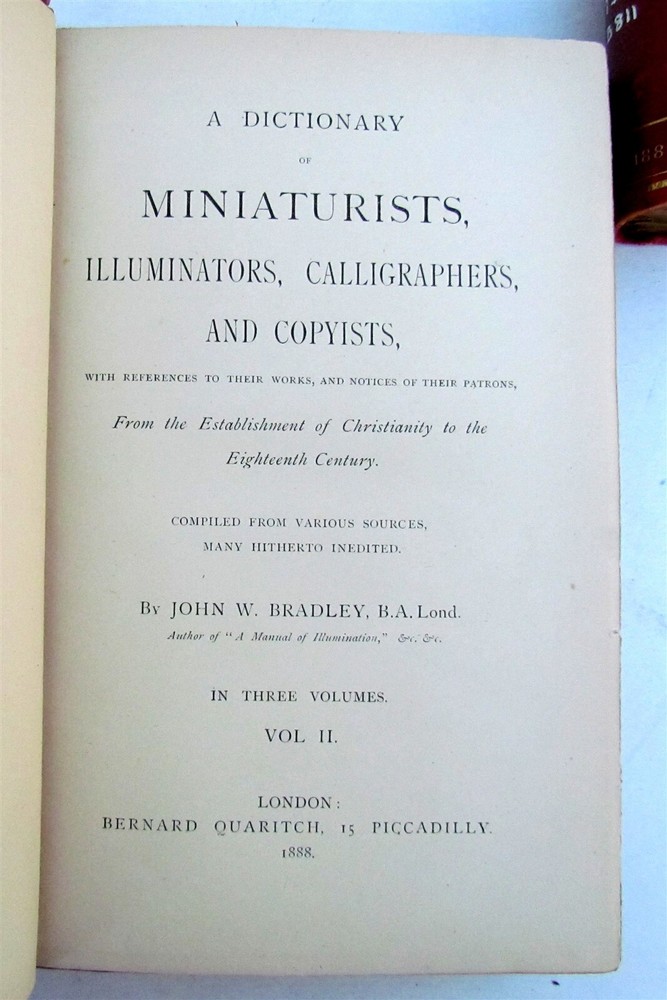 A DICTIONARY
OF
MINIATURISTS,
ILLUMINATORS, CALLIGRAPHERS,
AND COPYISTS,
WITH REFERENCES TO THEIR WORKS, AND NOTICES OF THEIR PATRONS,
From the Establishment of Christianity to the
Eighteenth Century.
COMPILED FROM VARIOUS SOURCES,
MANY HITHERTO INEDITED.
BY JOHN W. BRADLEY, B.A. Lond.
Author of "A Manual of Illumination," &c. &c.
IN THREE VOLUMES.
VOL II.
LONDON:
BERNARD QUARITCH, 15 PICCADILLY.
1888.